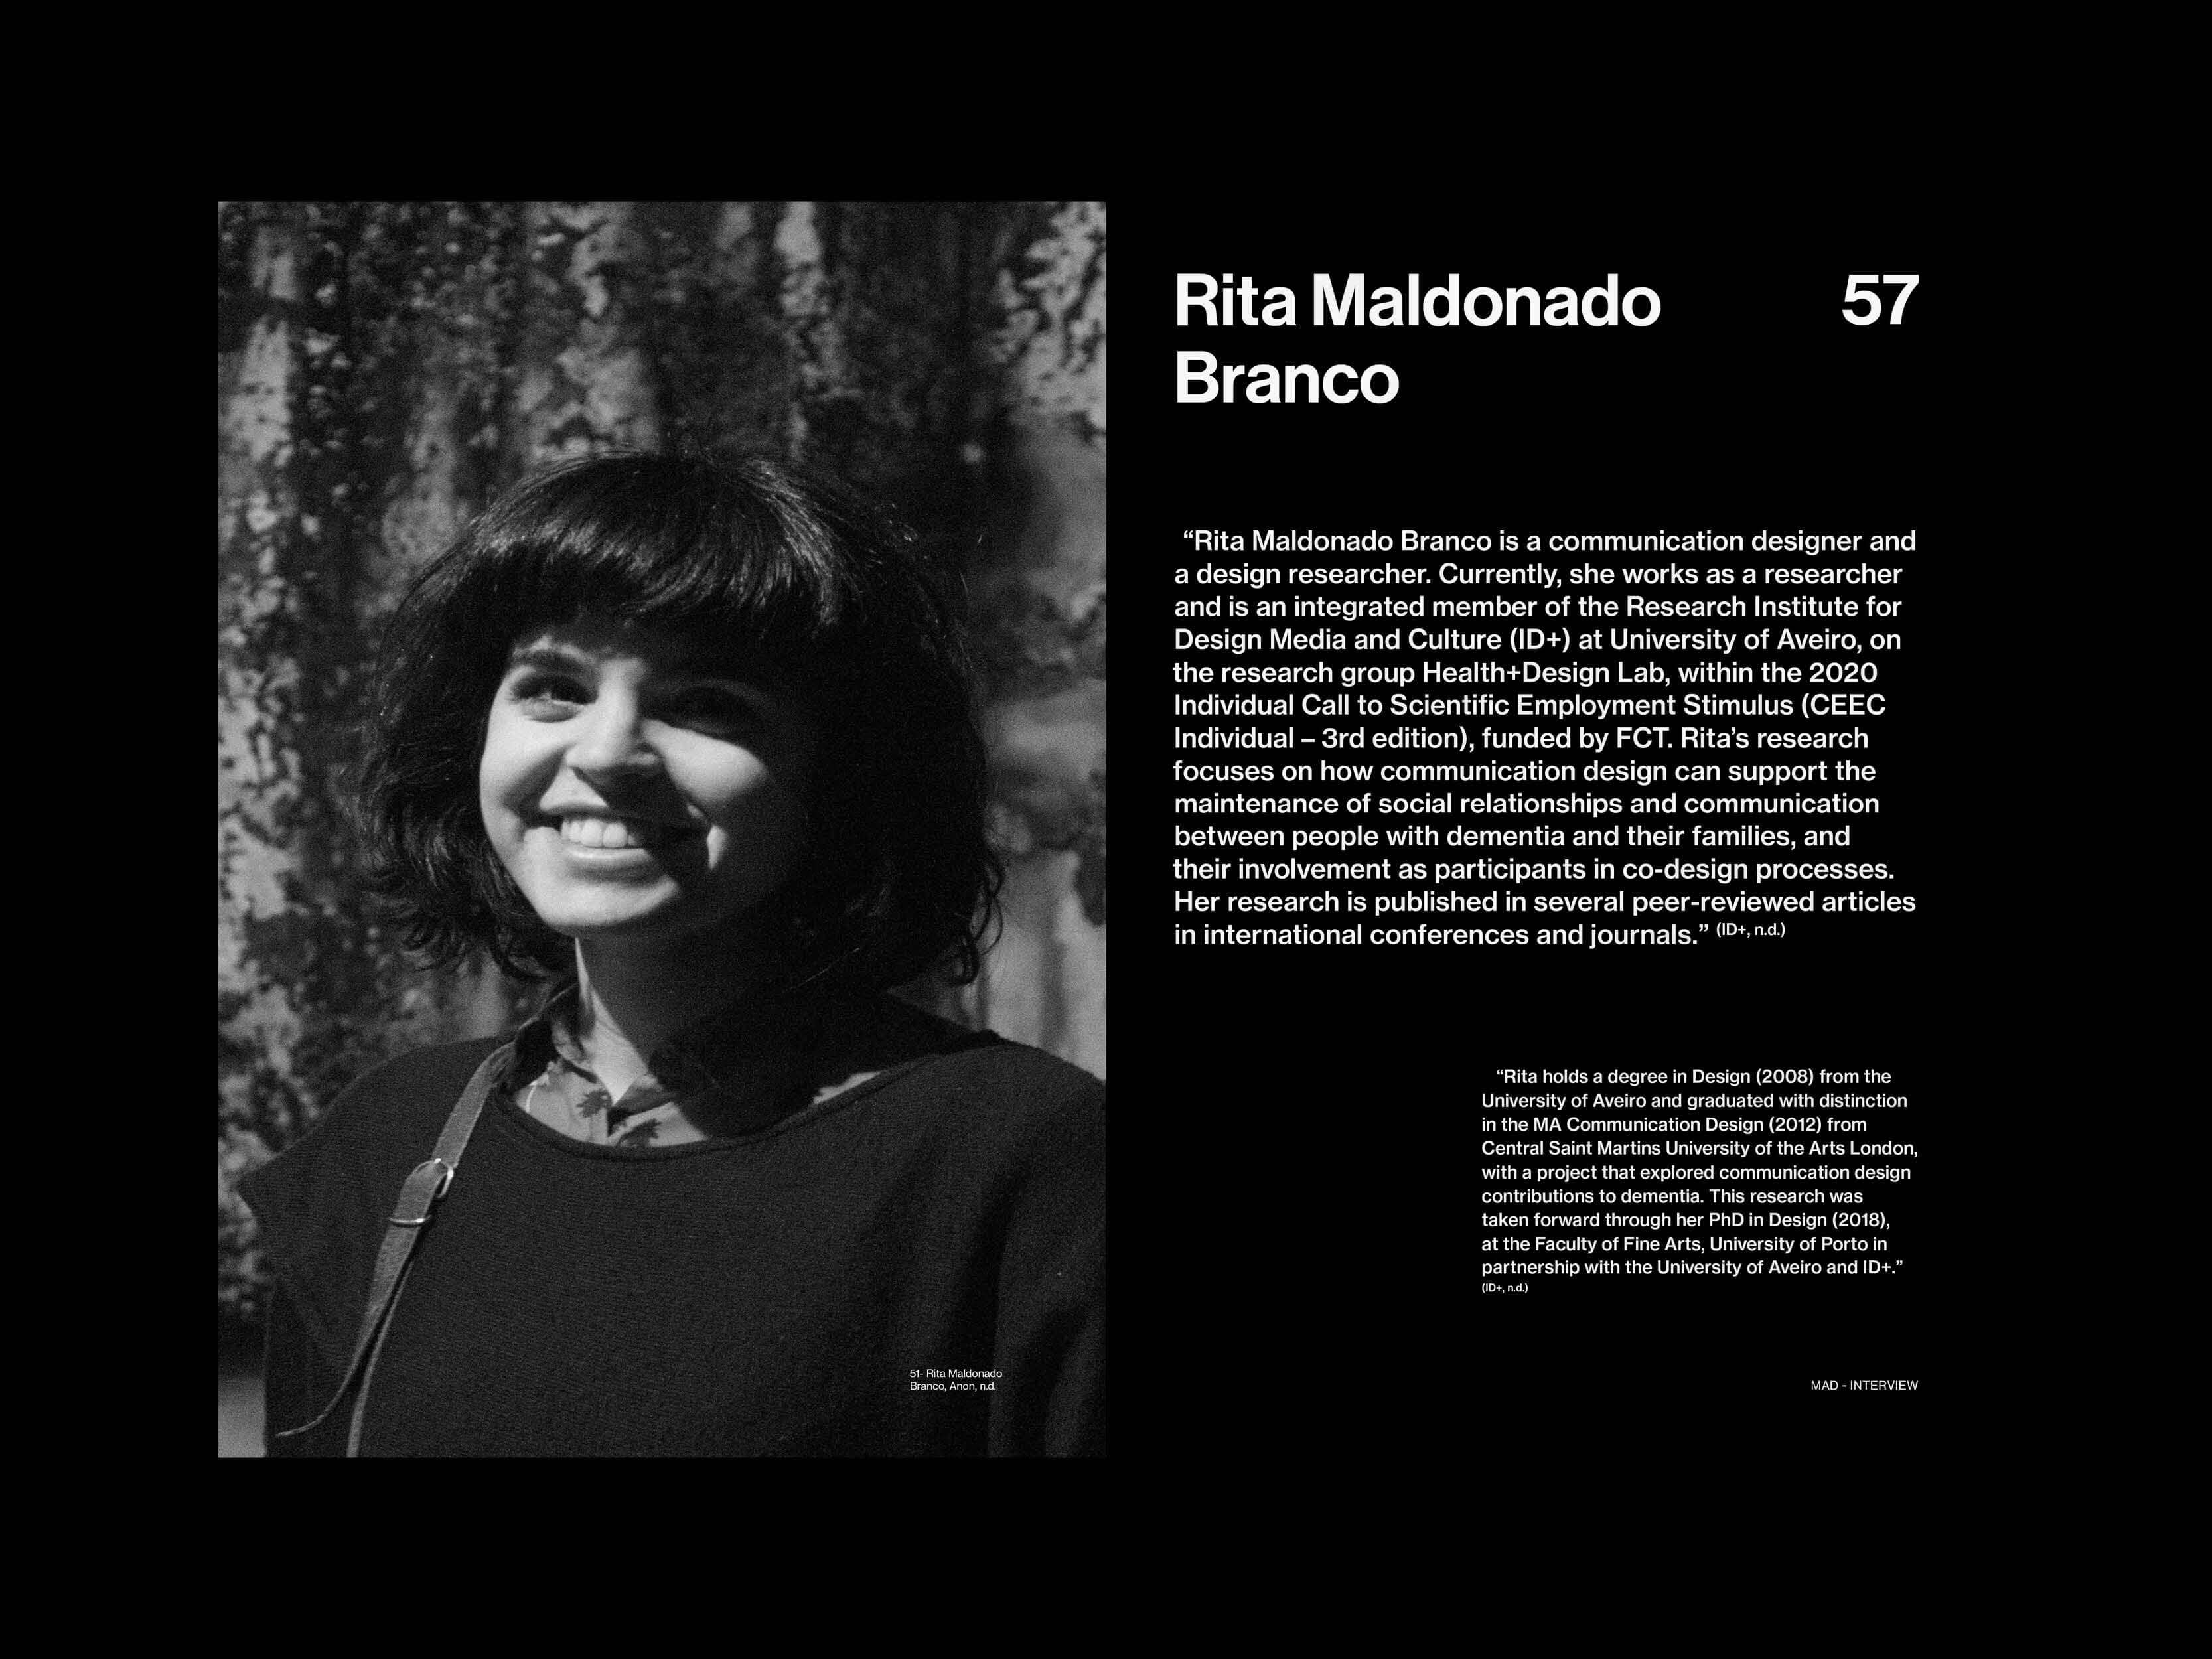 Rita Maldonado
Branco
57
“Rita Maldonado Branco is a communication designer and
a design researcher. Currently, she works as a researcher
and is an integrated member of the Research Institute for
Design Media and Culture (ID+) at University of Aveiro, on
the research group Health+Design Lab, within the 2020
Individual Call to Scientific Employment Stimulus (CEEC
Individual – 3rd edition), funded by FCT. Rita’s research
focuses on how communication design can support the
maintenance of social relationships and communication
between people with dementia and their families, and
their involvement as participants in co-design processes.
Her research is published in several peer-reviewed articles
in international conferences and journals.” (ID+, n.d.)
“Rita holds a degree in Design (2008) from the
University of Aveiro and graduated with distinction
in the MA Communication Design (2012) from
Central Saint Martins University of the Arts London,
with a project that explored communication design
contributions to dementia. This research was
taken forward through her PhD in Design (2018),
at the Faculty of Fine Arts, University of Porto in
partnership with the University of Aveiro and ID+.”
(ID+, n.d.)
51- Rita Maldonado
Branco, Anon, n.d.
MAD - INTERVIEW